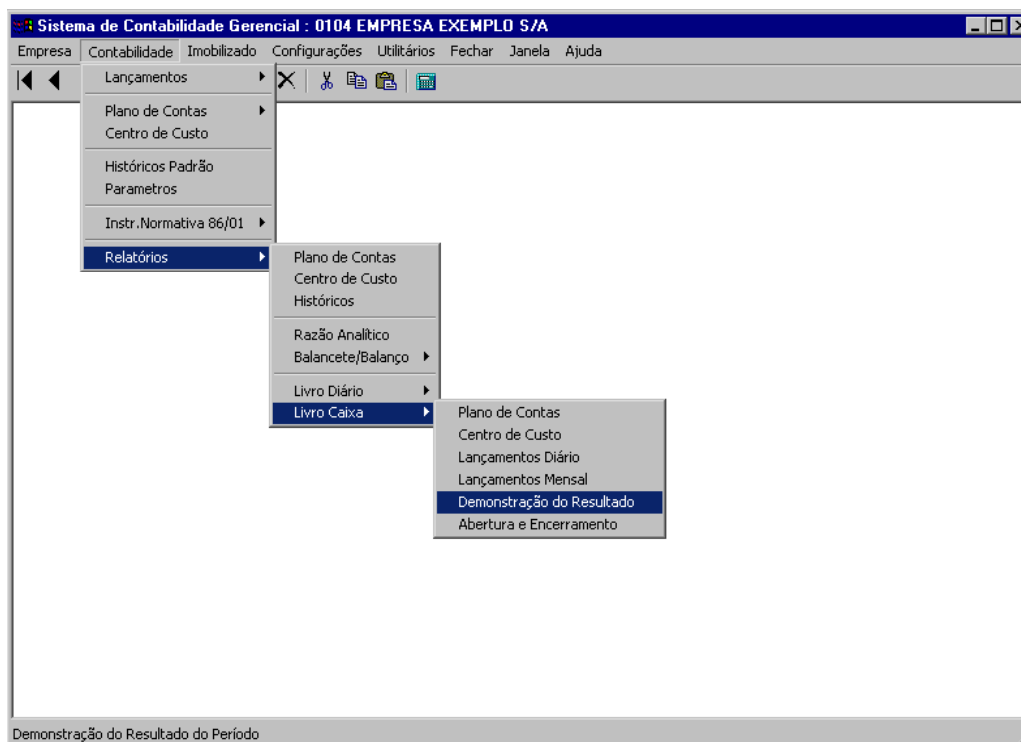 Sistema de Contabilidade Gerencial : 0104 EMPRESA EXEMPLO S/A
Empresa Contabilidade Imobilizado Configurações Utilitários Fechar Janela Ajuda
Lançamentos
Plano de Contas
Centro de Custo
Históricos Padrão
Parametros
Instr.Normativa 86/01
Relatórios
Plano de Contas
Centro de Custo
Históricos
Razão Analítico
Balancete/Balanço
Livro Diário
Livro Caixa
Plano de Contas
Centro de Custo
Lançamentos Diário
Lançamentos Mensal
Demonstração do Resultado
Abertura e Encerramento
Demonstração do Resultado do Período